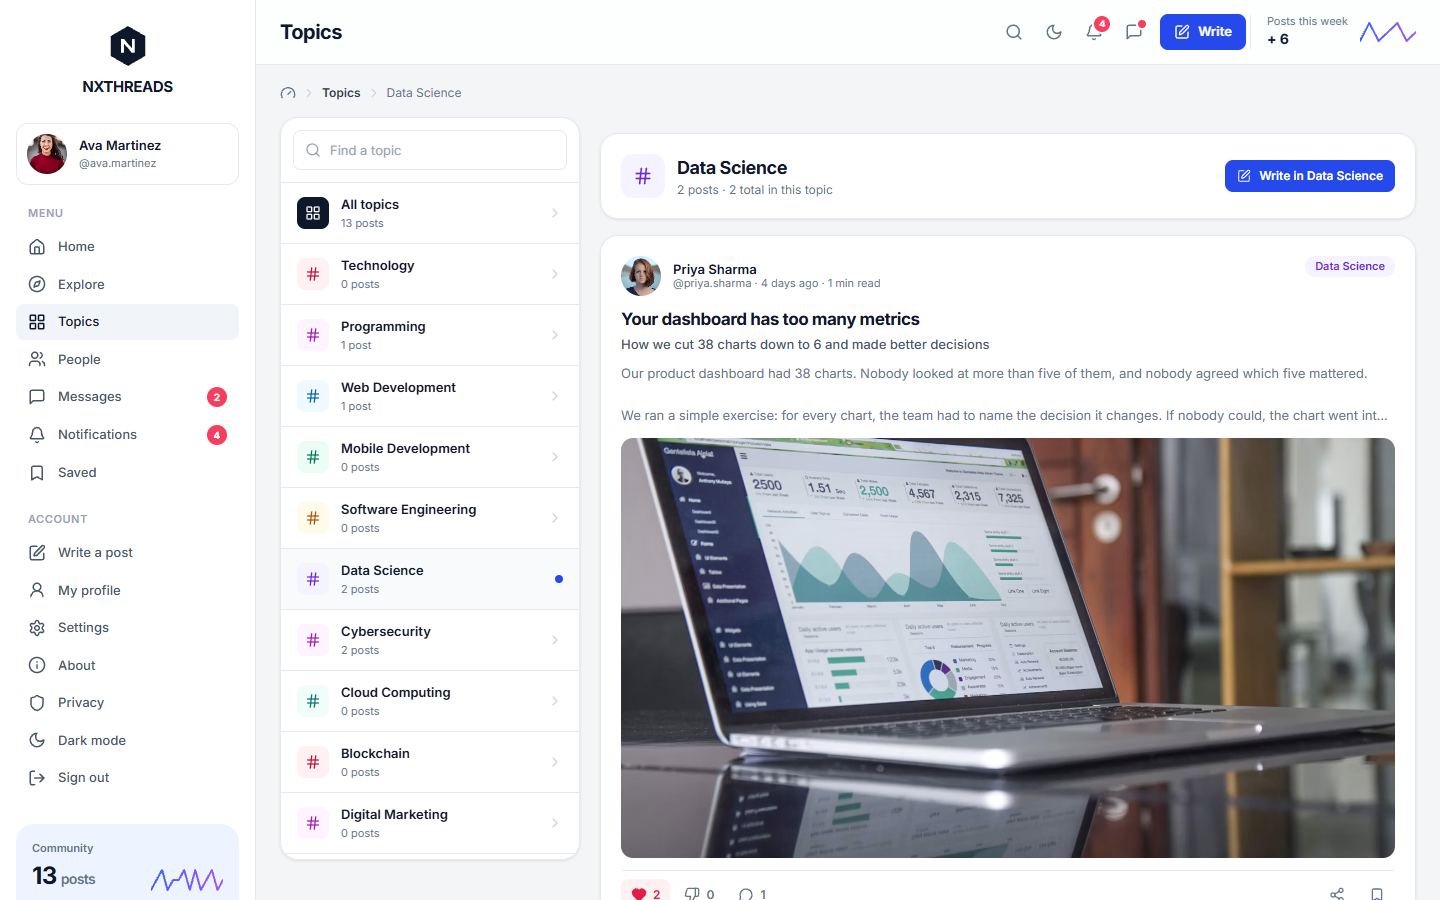 N
NXTHREADS
Ava Martinez
@ava.martinez
MENU
Home
Explore
Topics
People
Messages 2
Notifications 4
Saved
ACCOUNT
Write a post
My profile
Settings
About
Privacy
Dark mode
Sign out
Community
13 posts
Topics
4
Write
Posts this week
+ 6
Topics
Data Science
Find a topic
All topics
13 posts
Technology
0 posts
Programming
1 post
Web Development
1 post
Mobile Development
0 posts
Software Engineering
0 posts
Data Science
2 posts
Cybersecurity
2 posts
Cloud Computing
0 posts
Blockchain
0 posts
Digital Marketing
0 posts
Data Science
2 posts · 2 total in this topic
Write in Data Science
Priya Sharma
@priya.sharma · 4 days ago · 1 min read
Data Science
Your dashboard has too many metrics
How we cut 38 charts down to 6 and made better decisions
Our product dashboard had 38 charts. Nobody looked at more than five of them, and nobody agreed which five mattered.
We ran a simple exercise: for every chart, the team had to name the decision it changes. If nobody could, the chart went int...
2500
1.51
2,500
4,567
2,315
7,325
Daily active users
Daily active users
2
0
1